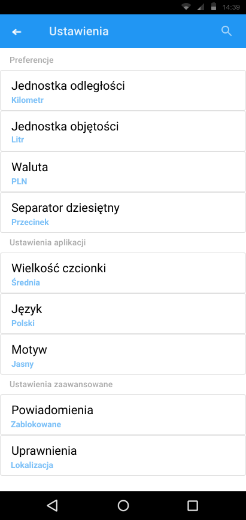 14:39
Ustawienia
Preferencje
Jednostka odległości
Kilometr
Jednostka objętości
Litr
Waluta
PLN
Separator dziesiętny
Przecinek
Ustawienia aplikacji
Wielkość czcionki
Średnia
Język
Polski
Motyw
Jasny
Ustawienia zaawansowane
Powiadomienia
Zablokowane
Uprawnienia
Lokalizacja